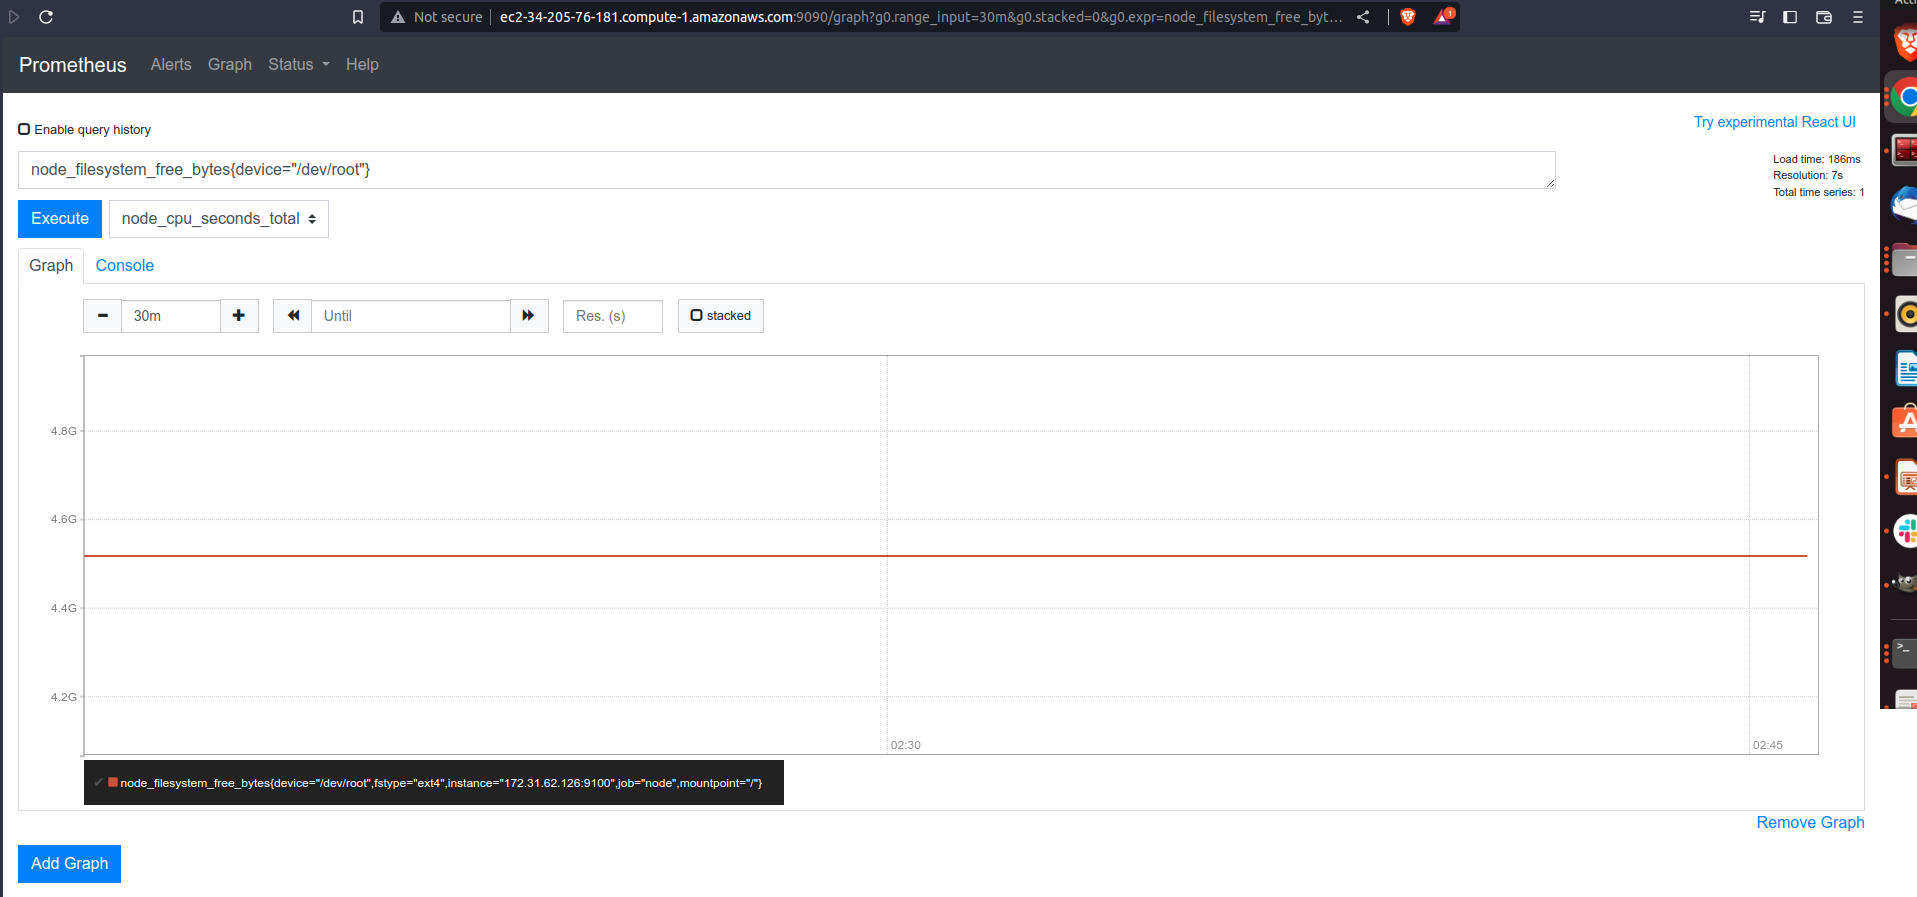 Not secure ec2-34-205-76-181.compute-1.amazonaws.com:9090/graph?g0.range_input=30m&g0.stacked=0&g0.expr=node_filesystem_free_byt... 1
Prometheus Alerts Graph Status Help
Enable query history
Try experimental React UI
node_filesystem_free_bytes{device="/dev/root"}
Load time: 186ms
Resolution: 7s
Total time series: 1
Execute node_cpu_seconds_total
Graph Console
30m Until Res. (s) stacked
4.8G
4.6G
4.4G
4.2G
02:30 02:45
node_filesystem_free_bytes{device="/dev/root",fstype="ext4",instance="172.31.62.126:9100",job="node",mountpoint="/"}
Remove Graph
Add Graph